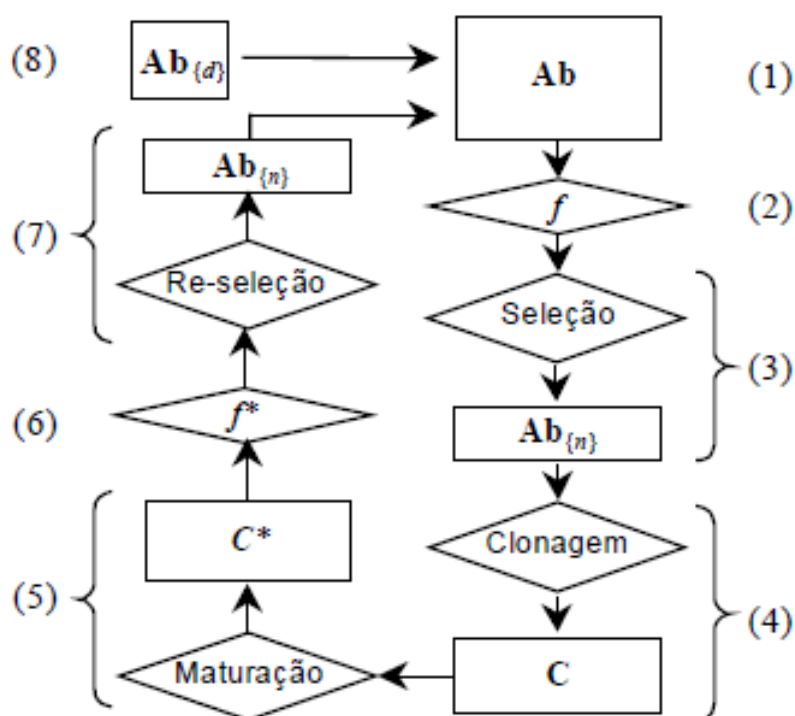 (8) Ab{d} Ab (1)
Ab{n}
f (2)
(7)
Re-seleção Seleção
(3)
f*
(6)
Ab{n}
C* Clonagem
(5)
(4)
Maturação C